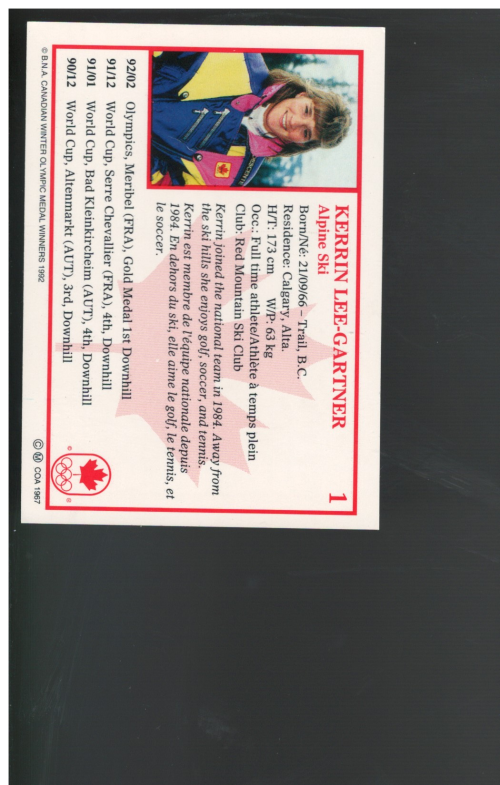 KERRIN LEE-GARTNER 1
Alpine Ski
Born/Né: 21/09/66 – Trail, B.C.
Residence: Calgary, Alta.
H/T: 173 cm W/P: 63 kg
Occ.: Full time athlete/Athlète à temps plein
Club: Red Mountain Ski Club
Kerrin joined the national team in 1984. Away from
the ski hills she enjoys golf, soccer, and tennis.
Kerrin est membre de l'équipe nationale depuis
1984. En dehors du ski, elle aime le golf, le tennis, et
le soccer.
92/02 Olympics, Meribel (FRA), Gold Medal 1st Downhill
91/12 World Cup, Serre Chevallier (FRA), 4th, Downhill
91/01 World Cup, Bad Kleinkircheim (AUT), 4th, Downhill
90/12 World Cup, Altenmarkt (AUT), 3rd, Downhill
© B.N.A. CANADIAN WINTER OLYMPIC MEDAL WINNERS 1992
©Ⓜ COA 1967